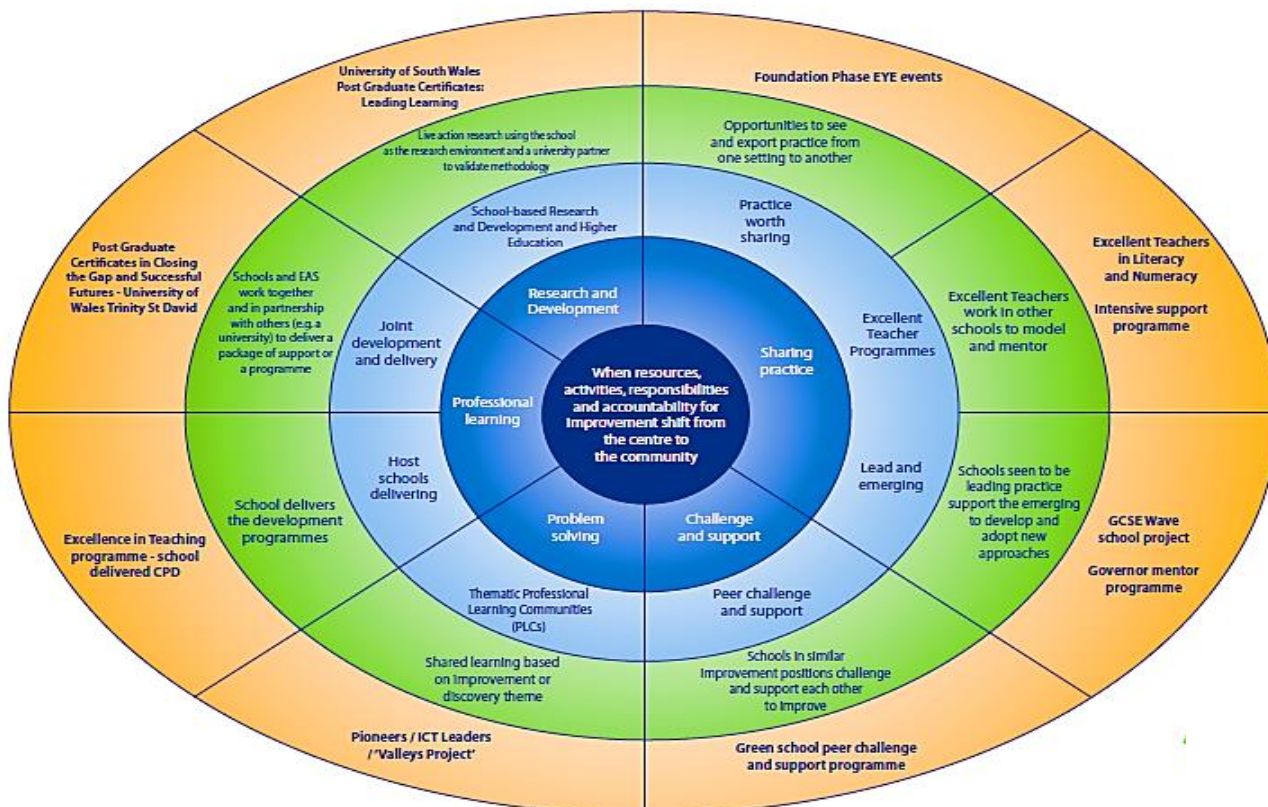 University of South Wales
Post Graduate Certificates:
Leading Learning
Foundation Phase EYE events
Live action research using the school
as the research environment and a university partner
to validate methodology
Opportunities to see
and export practice from
one setting to another
School-based Research
and Development and Higher
Education
Practice
worth
sharing
Post Graduate
Certificates in Closing
the Gap and Successful
Futures - University of
Wales Trinity St David
Schools and EAS
work together
and in partnership
with others (e.g. a
university) to deliver a
package of support or
a programme
Joint
development
and delivery
Research and
Development
Sharing
practice
Excellent
Teacher
Programmes
Excellent Teachers
work in other
schools to model
and mentor
Excellent Teachers
in Literacy
and Numeracy
Intensive support
programme
When resources,
activities, responsibilities
and accountability for
improvement shift from
the centre to
the community
Professional
learning
Host
schools
delivering
School delivers
the development
programmes
Excellence in Teaching
programme - school
delivered CPD
Problem
solving
Challenge
and support
Lead and
emerging
Schools seen to be
leading practice
support the emerging
to develop and
adopt new
approaches
GCSE Wave
school project
Governor mentor
programme
Thematic Professional
Learning Communities
(PLCs)
Peer challenge
and support
Shared learning based
on improvement or
discovery theme
Schools in similar
improvement positions challenge
and support each other
to improve
Pioneers / ICT Leaders
/ 'Valleys Project'
Green school peer challenge
and support programme